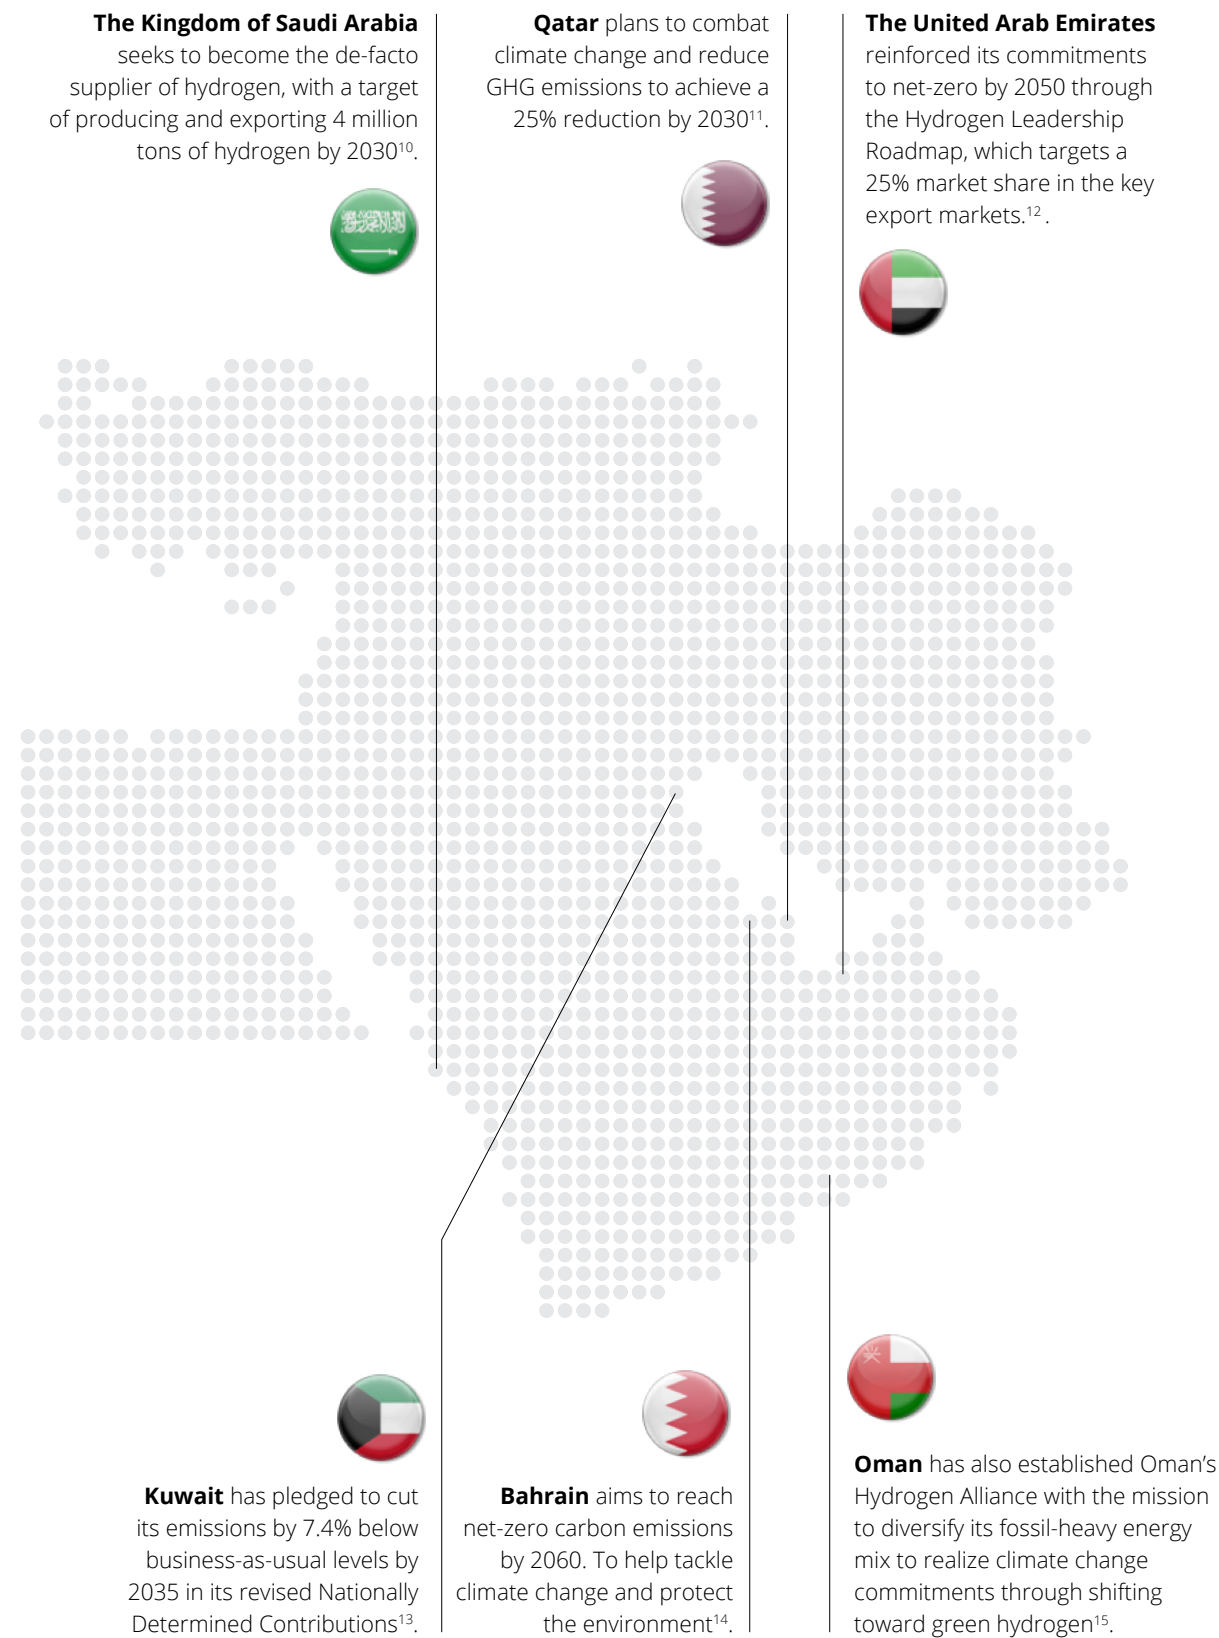 The Kingdom of Saudi Arabia
seeks to become the de-facto
supplier of hydrogen, with a target
of producing and exporting 4 million
tons of hydrogen by 2030¹⁰.
Qatar plans to combat
climate change and reduce
GHG emissions to achieve a
25% reduction by 2030¹¹.
The United Arab Emirates
reinforced its commitments
to net-zero by 2050 through
the Hydrogen Leadership
Roadmap, which targets a
25% market share in the key
export markets.¹² .
Kuwait has pledged to cut
its emissions by 7.4% below
business-as-usual levels by
2035 in its revised Nationally
Determined Contributions¹³.
Bahrain aims to reach
net-zero carbon emissions
by 2060. To help tackle
climate change and protect
the environment¹⁴.
Oman has also established Oman’s
Hydrogen Alliance with the mission
to diversify its fossil-heavy energy
mix to realize climate change
commitments through shifting
toward green hydrogen¹⁵.